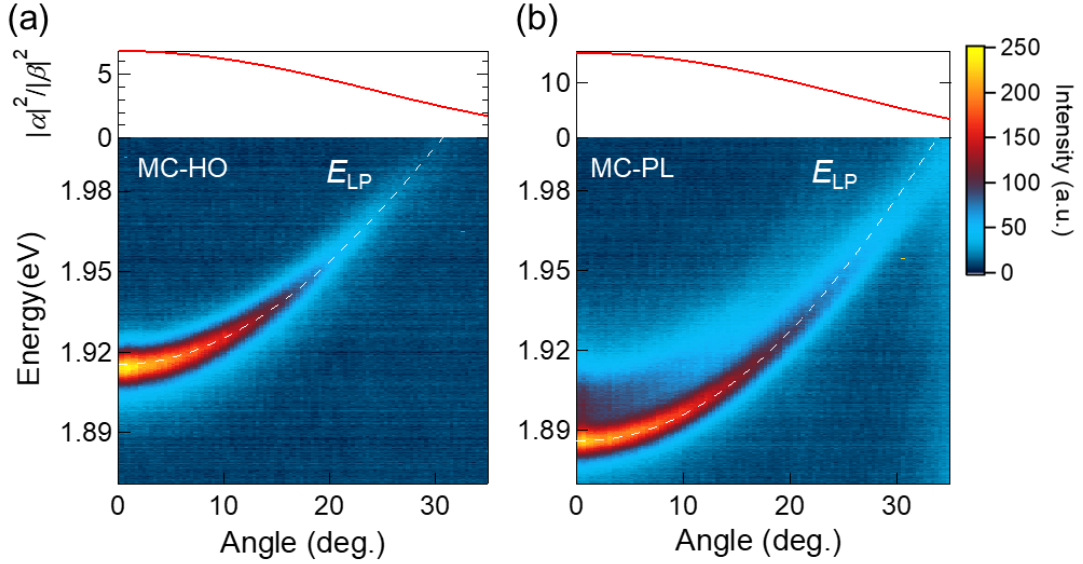 (a)
|α|²/|β|²
5
0
MC-HO
E_LP
Energy(eV)
1.98
1.95
1.92
1.89
0 10 20 30
Angle (deg.)
(b)
10
0
MC-PL
E_LP
1.98
1.95
1.92
1.89
0 10 20 30
Angle (deg.)
250
200
150
100
50
0
Intensity (a.u.)